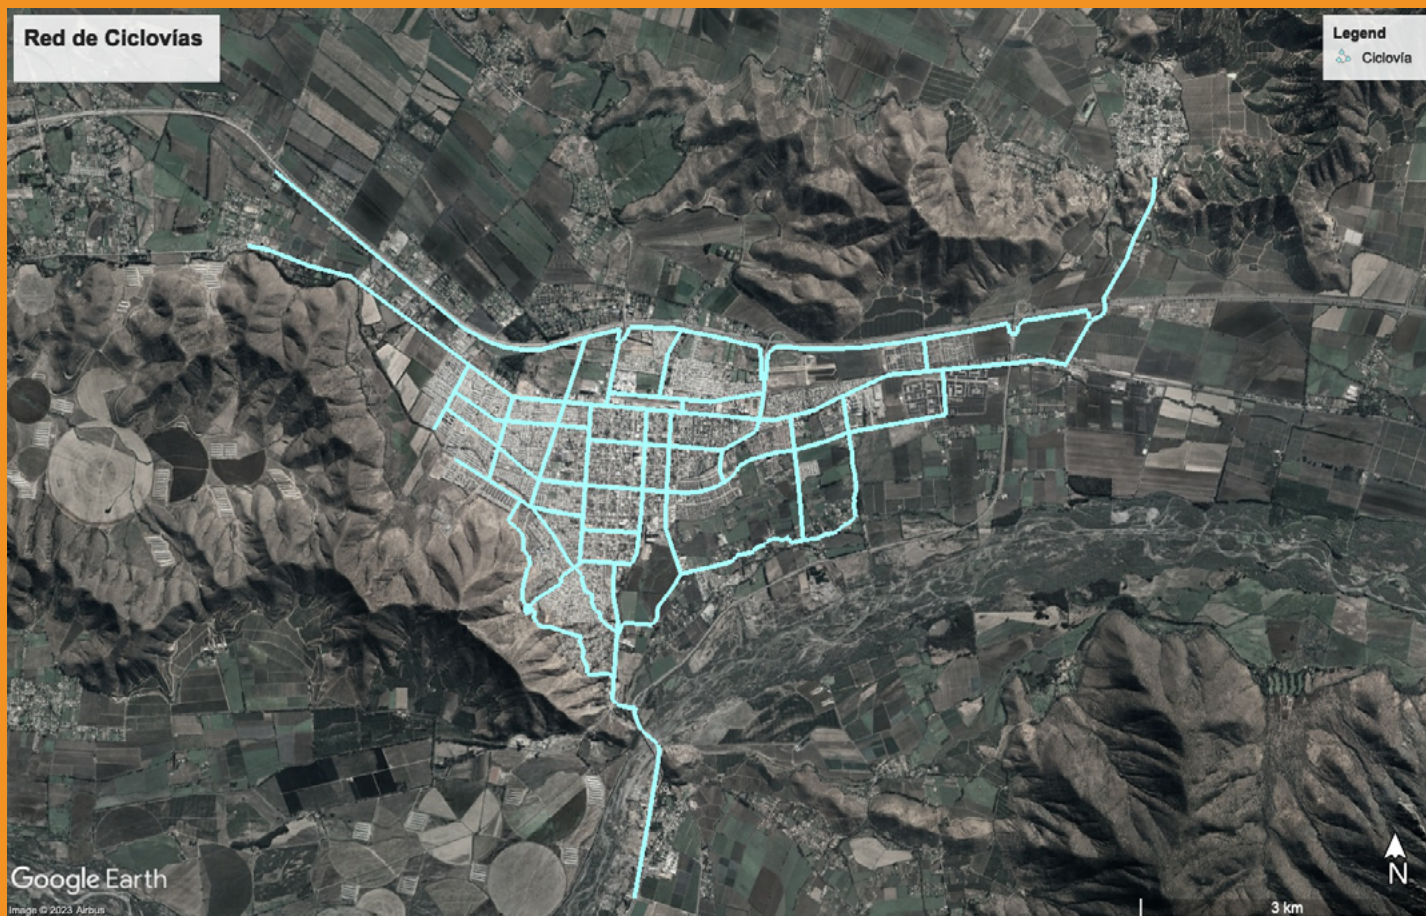 Red de Ciclovías
Legend
Ciclovía
N
Google Earth
Image © 2023 Airbus
3 km